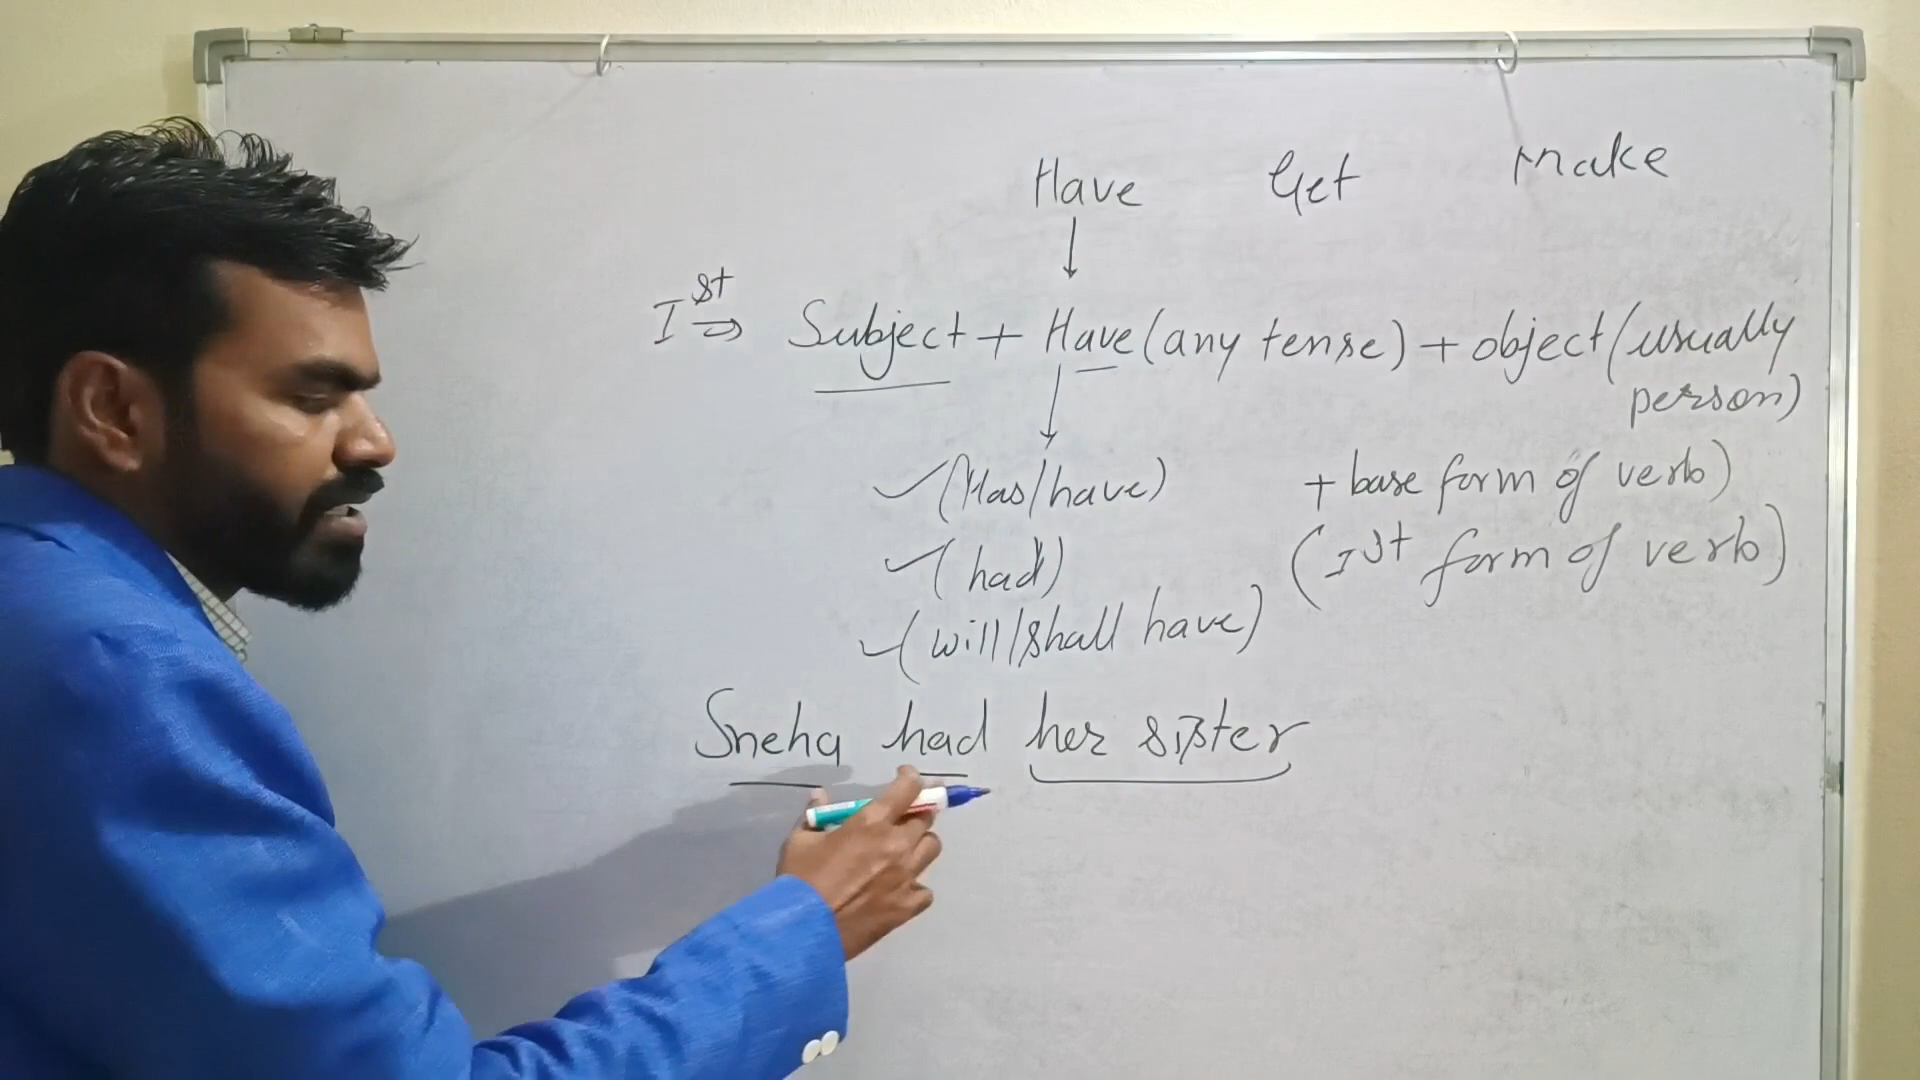 Have Get Make
↓
Ist ⇒ Subject + Have (any tense) + object (usually person)
↓
✓ (Has/have) + base form of verb)
✓ (had) (Ist form of verb)
✓ (will/shall have)
Sneha had her sister